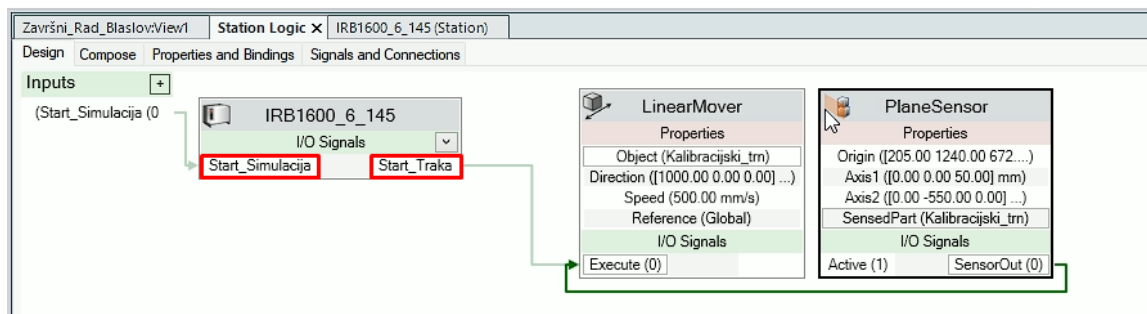 Završni_Rad_Blaslov:View1 Station Logic X IRB1600_6_145 (Station)
Design Compose Properties and Bindings Signals and Connections
Inputs +
(Start_Simulacija (0
IRB1600_6_145
I/O Signals
Start_Simulacija Start_Traka
LinearMover
Properties
Object (Kalibracijski_trn)
Direction ([1000.00 0.00 0.00] ...)
Speed (500.00 mm/s)
Reference (Global)
I/O Signals
Execute (0)
PlaneSensor
Properties
Origin ([205.00 1240.00 672....)
Axis1 ([0.00 0.00 50.00] mm)
Axis2 ([0.00 -550.00 0.00] ...)
SensedPart (Kalibracijski_trn)
I/O Signals
Active (1) SensorOut (0)